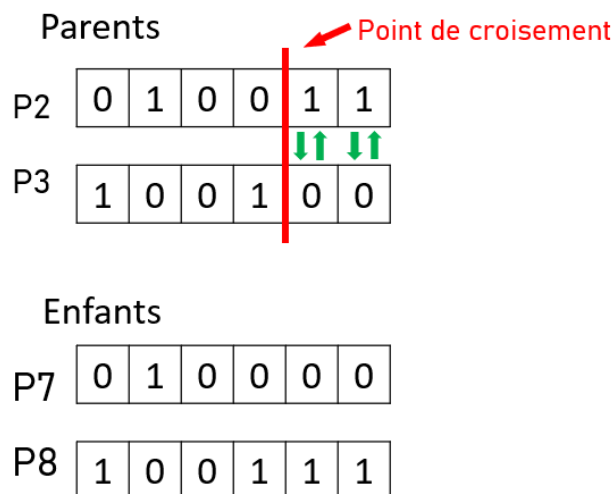 Parents
Point de croisement
P2 0 1 0 0 1 1
P3 1 0 0 1 0 0
Enfants
P7 0 1 0 0 0 0
P8 1 0 0 1 1 1